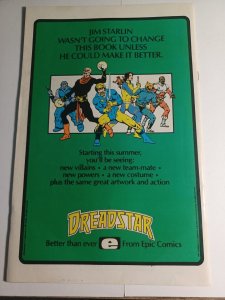 JIM STARLIN
WASN'T GOING TO CHANGE
THIS BOOK UNLESS
HE COULD MAKE IT BETTER.
Starting this summer,
you'll be seeing:
new villains • a new team-mate •
new powers • a new costume •
plus the same great artwork and action
DREADSTAR
Better than ever e From Epic Comics